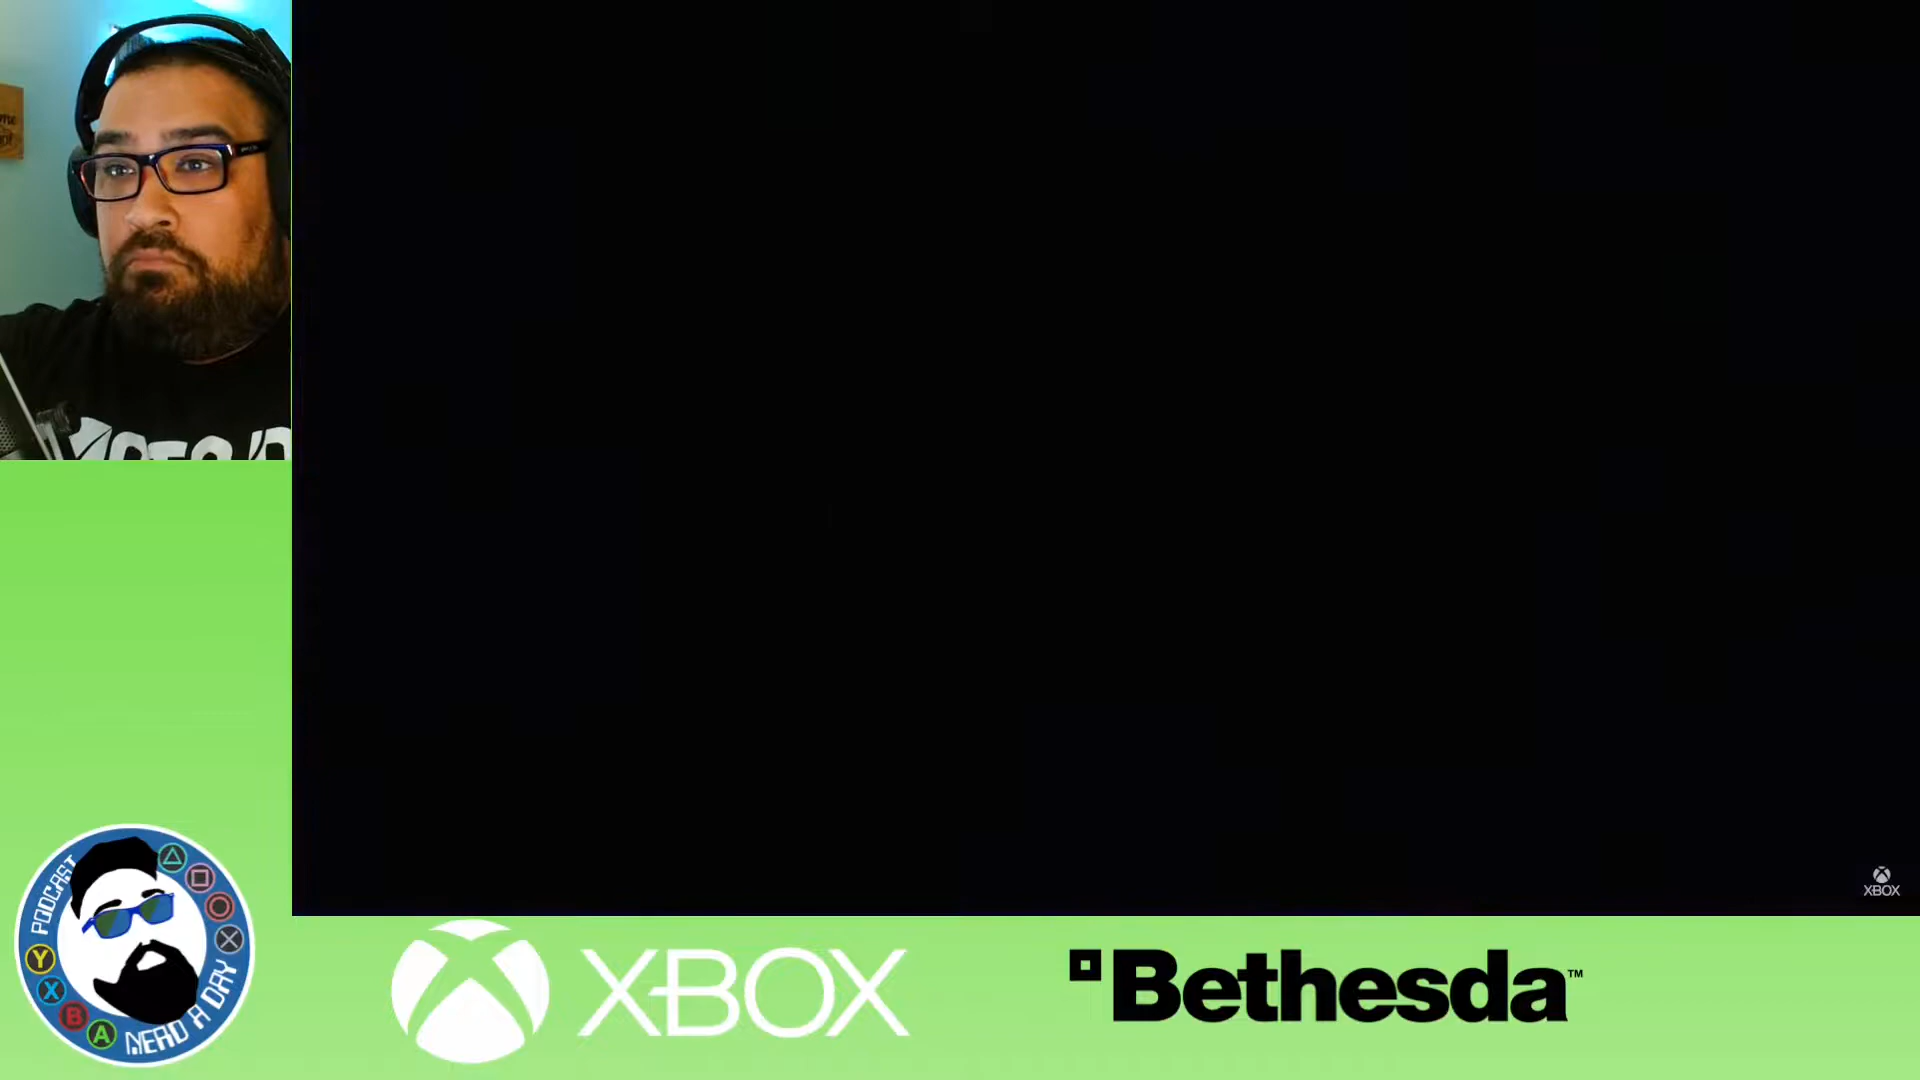 XBOX
PODCAST
NERD A DAY
Y
X
B
A
XBOX
Bethesda™